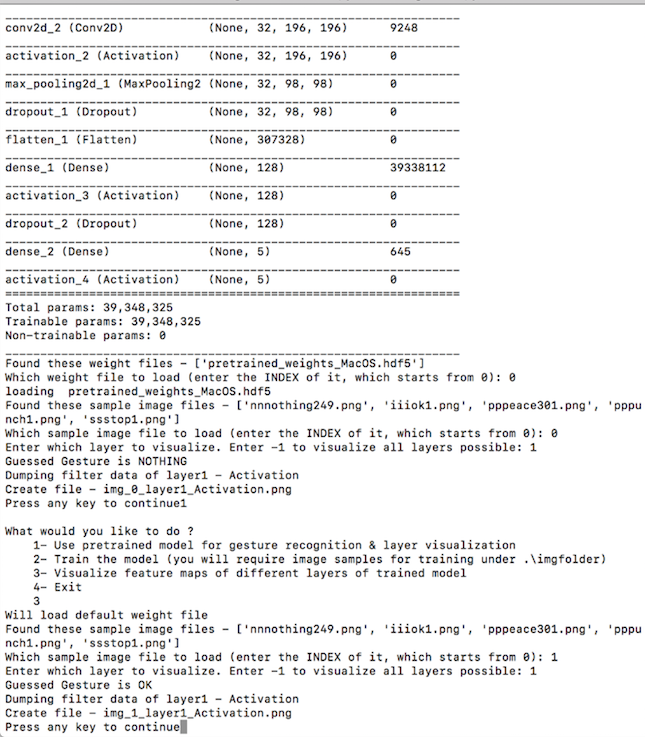 conv2d_2 (Conv2D)            (None, 32, 196, 196)      9248
_________________________________________________________________
activation_2 (Activation)    (None, 32, 196, 196)      0
_________________________________________________________________
max_pooling2d_1 (MaxPooling2 (None, 32, 98, 98)        0
_________________________________________________________________
dropout_1 (Dropout)          (None, 32, 98, 98)        0
_________________________________________________________________
flatten_1 (Flatten)          (None, 307328)            0
_________________________________________________________________
dense_1 (Dense)              (None, 128)               39338112
_________________________________________________________________
activation_3 (Activation)    (None, 128)               0
_________________________________________________________________
dropout_2 (Dropout)          (None, 128)               0
_________________________________________________________________
dense_2 (Dense)              (None, 5)                 645
_________________________________________________________________
activation_4 (Activation)    (None, 5)                 0
=================================================================
Total params: 39,348,325
Trainable params: 39,348,325
Non-trainable params: 0
_________________________________________________________________
Found these weight files - ['pretrained_weights_MacOS.hdf5']
Which weight file to load (enter the INDEX of it, which starts from 0): 0
loading  pretrained_weights_MacOS.hdf5
Found these sample image files - ['nnnothing249.png', 'iiiok1.png', 'pppeace301.png', 'pppu
nch1.png', 'ssstop1.png']
Which sample image file to load (enter the INDEX of it, which starts from 0): 0
Enter which layer to visualize. Enter -1 to visualize all layers possible: 1
Guessed Gesture is NOTHING
Dumping filter data of layer1 - Activation
Create file - img_0_layer1_Activation.png
Press any key to continue1

What would you like to do ?
    1- Use pretrained model for gesture recognition & layer visualization
    2- Train the model (you will require image samples for training under .\imgfolder)
    3- Visualize feature maps of different layers of trained model
    4- Exit
    3
Will load default weight file
Found these sample image files - ['nnnothing249.png', 'iiiok1.png', 'pppeace301.png', 'pppu
nch1.png', 'ssstop1.png']
Which sample image file to load (enter the INDEX of it, which starts from 0): 1
Enter which layer to visualize. Enter -1 to visualize all layers possible: 1
Guessed Gesture is OK
Dumping filter data of layer1 - Activation
Create file - img_1_layer1_Activation.png
Press any key to continue